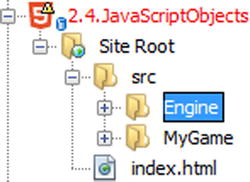 2.4.JavaScriptObjects
Site Root
src
Engine
MyGame
index.html